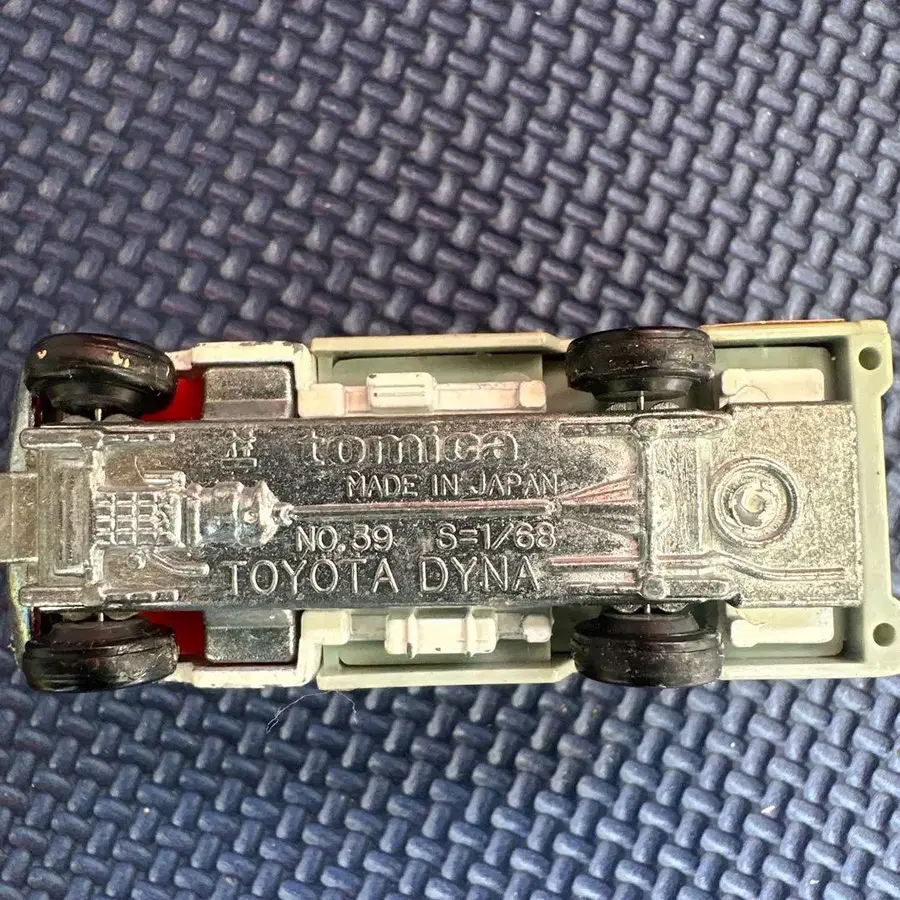 tomica
MADE IN JAPAN
NO.39 S=1/68
TOYOTA DYNA